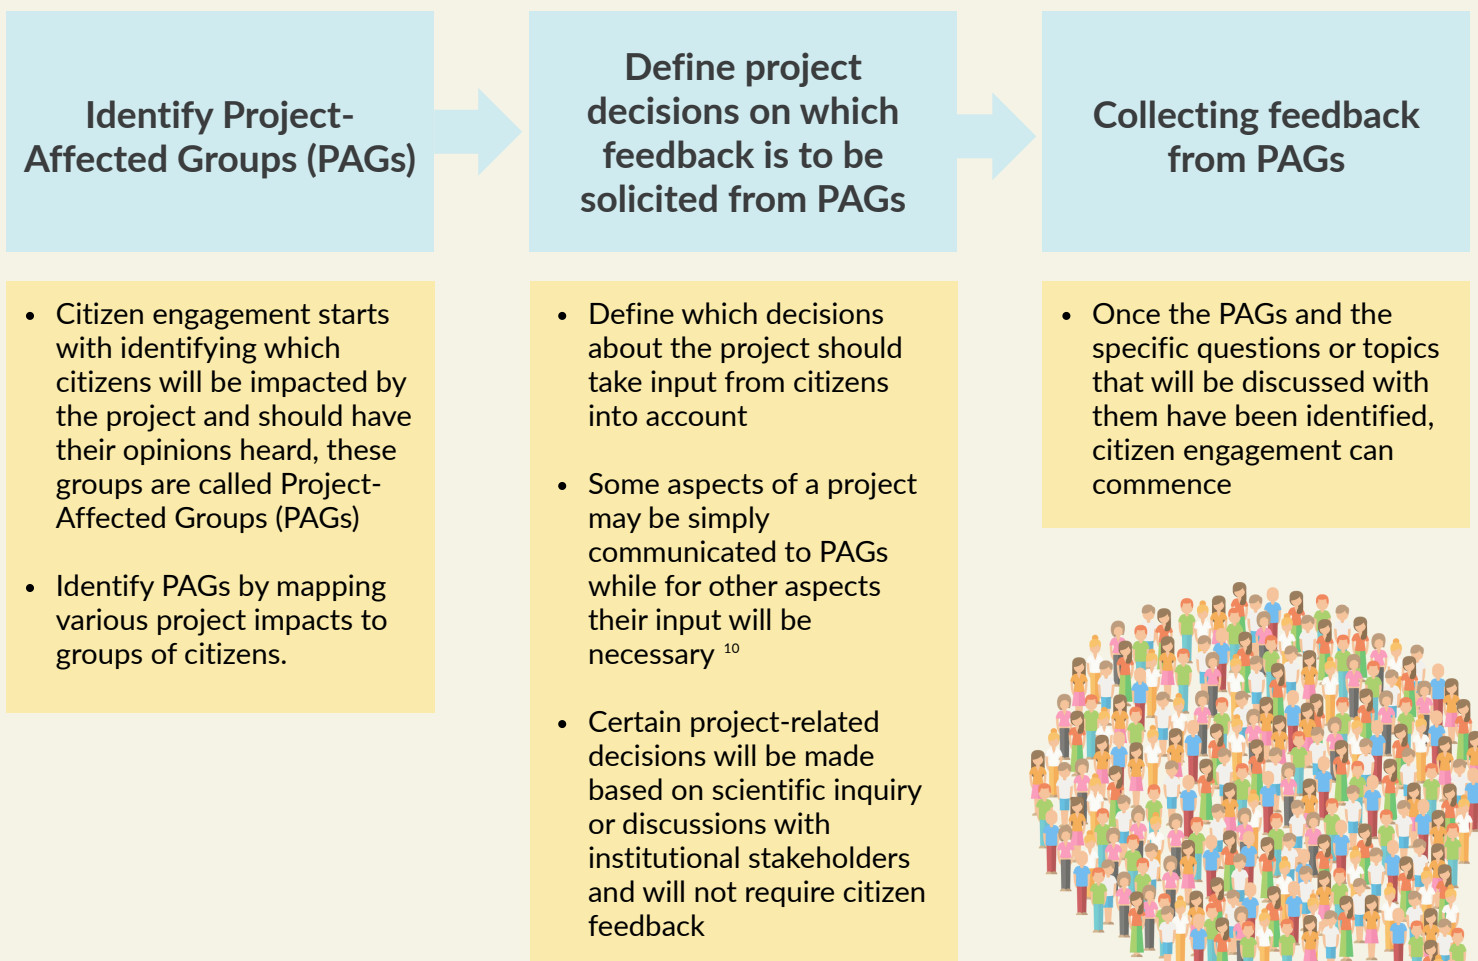 Identify Project-
Affected Groups (PAGs)
Define project
decisions on which
feedback is to be
solicited from PAGs
Collecting feedback
from PAGs
• Citizen engagement starts
with identifying which
citizens will be impacted by
the project and should have
their opinions heard, these
groups are called Project-
Affected Groups (PAGs)
• Identify PAGs by mapping
various project impacts to
groups of citizens.
• Define which decisions
about the project should
take input from citizens
into account
• Some aspects of a project
may be simply
communicated to PAGs
while for other aspects
their input will be
necessary 10
• Certain project-related
decisions will be made
based on scientific inquiry
or discussions with
institutional stakeholders
and will not require citizen
feedback
• Once the PAGs and the
specific questions or topics
that will be discussed with
them have been identified,
citizen engagement can
commence